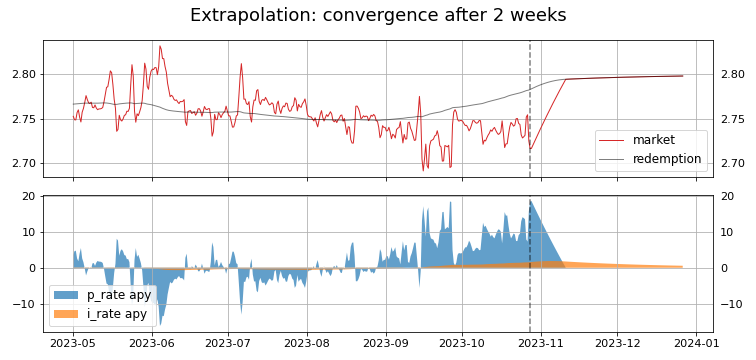 Extrapolation: convergence after 2 weeks
2.80 2.80
2.75 2.75
2.70 2.70
market
redemption
20 20
10 10
0 0
−10 −10
p_rate apy
i_rate apy
2023-05 2023-06 2023-07 2023-08 2023-09 2023-10 2023-11 2023-12 2024-01